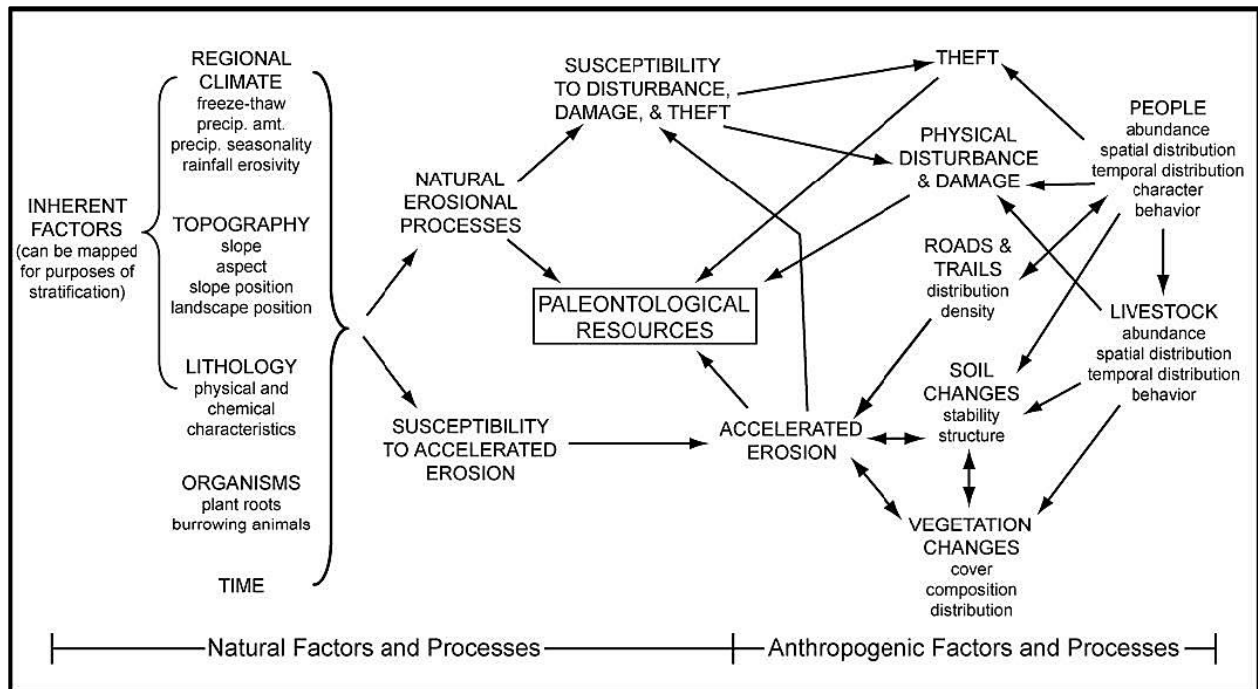 REGIONAL
CLIMATE
freeze-thaw
precip. amt.
precip. seasonality
rainfall erosivity
INHERENT
FACTORS
(can be mapped
for purposes of
stratification)
TOPOGRAPHY
slope
aspect
slope position
landscape position
LITHOLOGY
physical and
chemical
characteristics
ORGANISMS
plant roots
burrowing animals
TIME
NATURAL
EROSIONAL
PROCESSES
SUSCEPTIBILITY
TO ACCELERATED
EROSION
SUSCEPTIBILITY
TO DISTURBANCE,
DAMAGE, & THEFT
PALEONTOLOGICAL
RESOURCES
ACCELERATED
EROSION
THEFT
PHYSICAL
DISTURBANCE
& DAMAGE
ROADS &
TRAILS
distribution
density
SOIL
CHANGES
stability
structure
VEGETATION
CHANGES
cover
composition
distribution
PEOPLE
abundance
spatial distribution
temporal distribution
character
behavior
LIVESTOCK
abundance
spatial distribution
temporal distribution
behavior
Natural Factors and Processes
Anthropogenic Factors and Processes